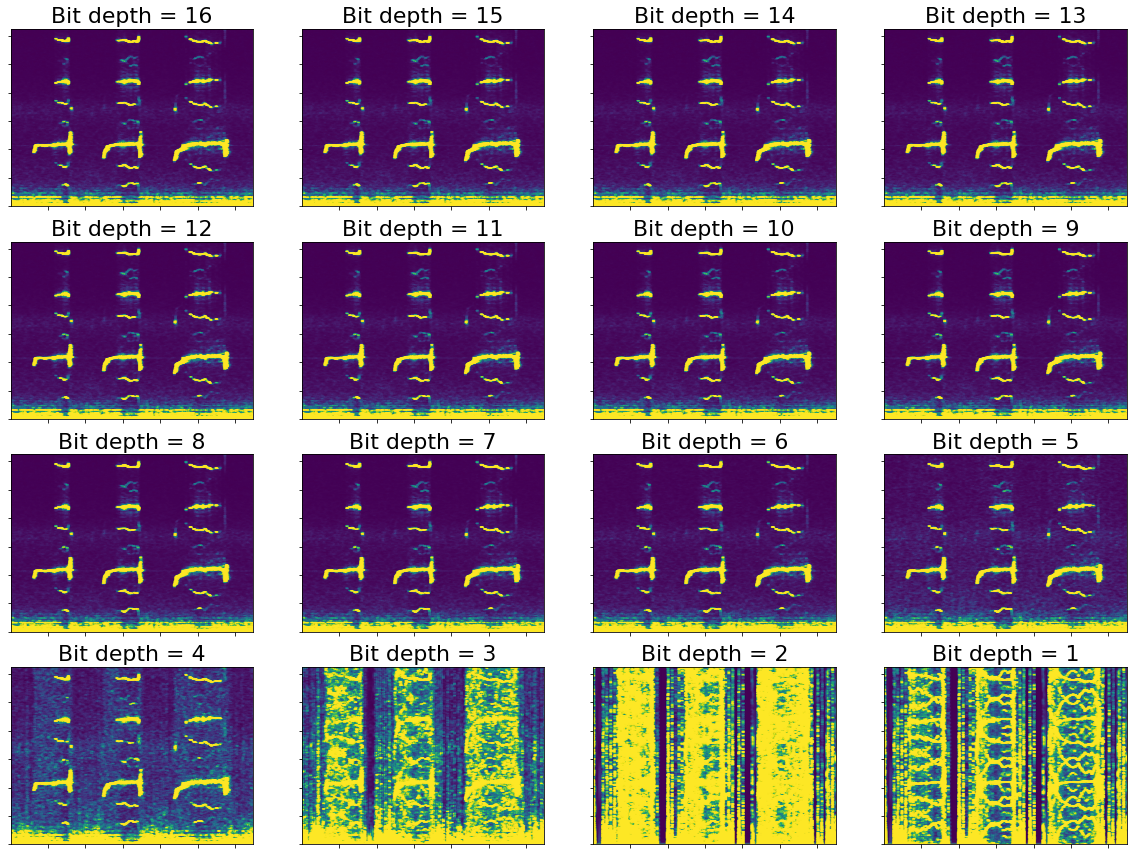 Bit depth = 16
Bit depth = 15
Bit depth = 14
Bit depth = 13
Bit depth = 12
Bit depth = 11
Bit depth = 10
Bit depth = 9
Bit depth = 8
Bit depth = 7
Bit depth = 6
Bit depth = 5
Bit depth = 4
Bit depth = 3
Bit depth = 2
Bit depth = 1